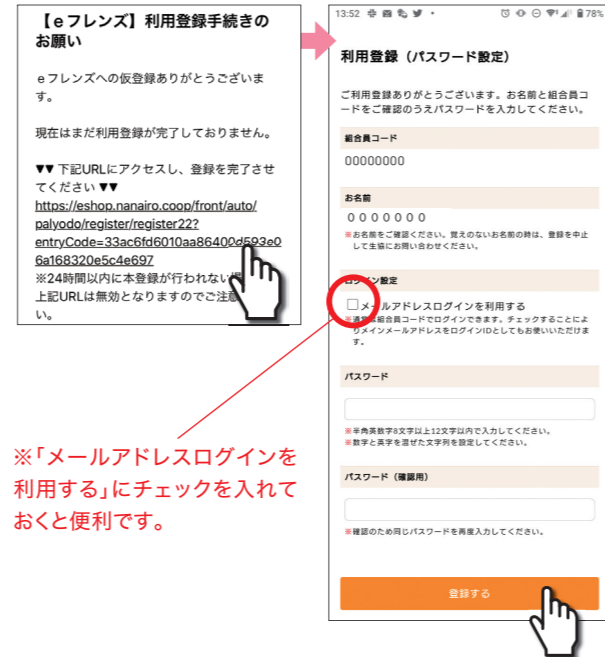 【eフレンズ】利用登録手続きの
お願い
eフレンズへの仮登録ありがとうございま
す。
現在はまだ利用登録が完了しておりません。
▼▼ 下記URLにアクセスし、登録を完了させ
てください ▼▼
https://eshop.nanairo.coop/front/auto/
palyodo/register/register22?
entryCode=33ac6fd6010aa86400d593e0
6a168320e5c4e697
※24時間以内に本登録が行われない
上記URLは無効となりますのでご注意
い。
※「メールアドレスログインを
利用する」にチェックを入れて
おくと便利です。
13:52 78%
利用登録（パスワード設定）
ご利用登録ありがとうございます。お名前と組合員コ
ードをご確認のうえパスワードを入力してください。
組合員コード
00000000
お名前
０００００００
※お名前をご確認ください。覚えのないお名前の時は、登録を中止
して生協にお問い合わせください。
ログイン設定
メールアドレスログインを利用する
※通常は組合員コードでログインできます。チェックすることによ
りメインメールアドレスをログインIDとしてもお使いいただけま
す。
パスワード
※半角英数字8文字以上12文字以内で入力してください。
※数字と英字を混ぜた文字列を設定してください。
パスワード（確認用）
※確認のため同じパスワードを再度入力してください。
登録する